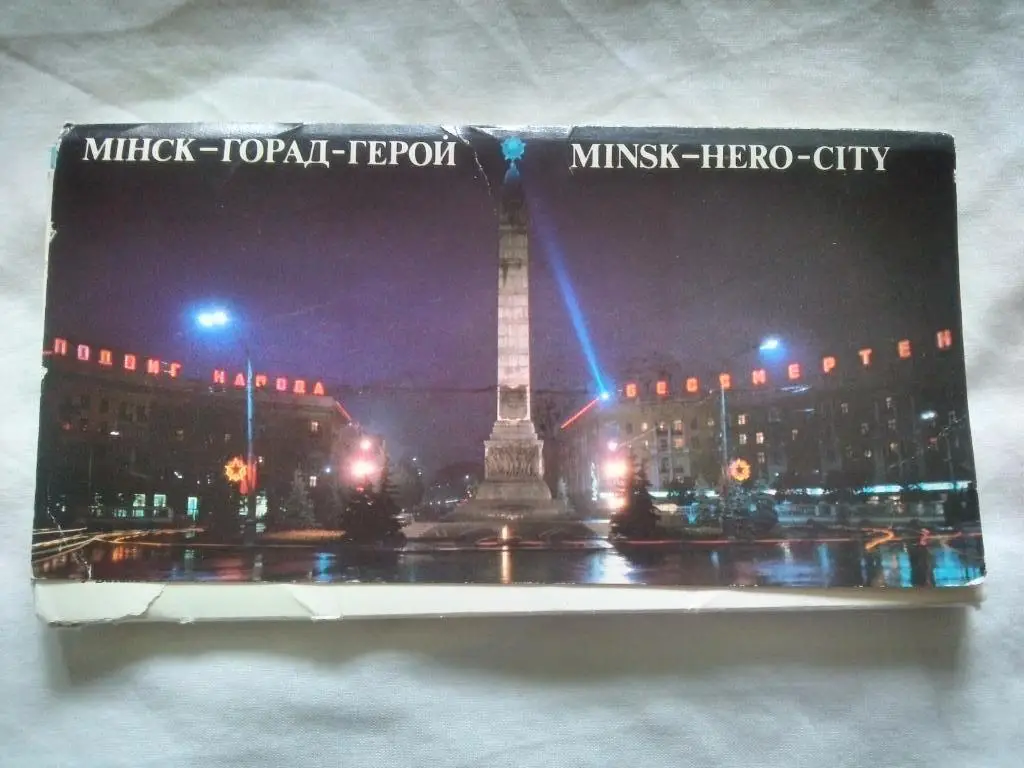 МІНСК–ГОРАД–ГЕРОЙ
MINSK–HERO–CITY
ПОДВИГ НАРОДА
БЕССМЕРТЕН